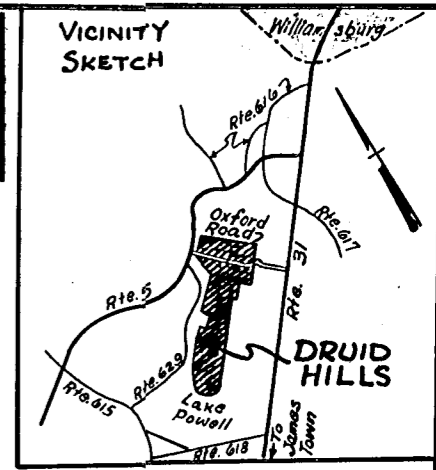 VICINITY
SKETCH
Williamsburg
Rte. 616
Rte. 617
Oxford
Road
Rte. 31
Rte. 5
DRUID
HILLS
Rte. 629
Rte. 615
Lake
Powell
Rte. 618
To
James
Town